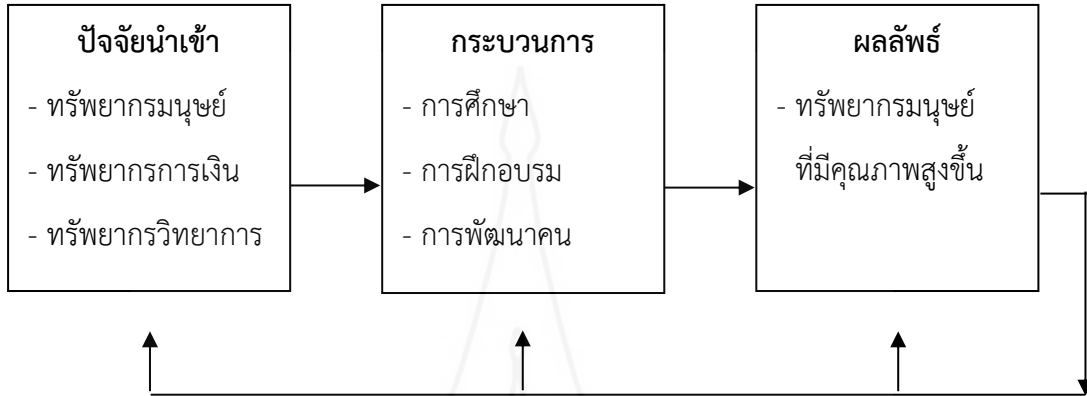 ปัจจัยนำเข้า
- ทรัพยากรมนุษย์
- ทรัพยากรการเงิน
- ทรัพยากรวิทยาการ
กระบวนการ
- การศึกษา
- การฝึกอบรม
- การพัฒนาคน
ผลลัพธ์
- ทรัพยากรมนุษย์
ที่มีคุณภาพสูงขึ้น